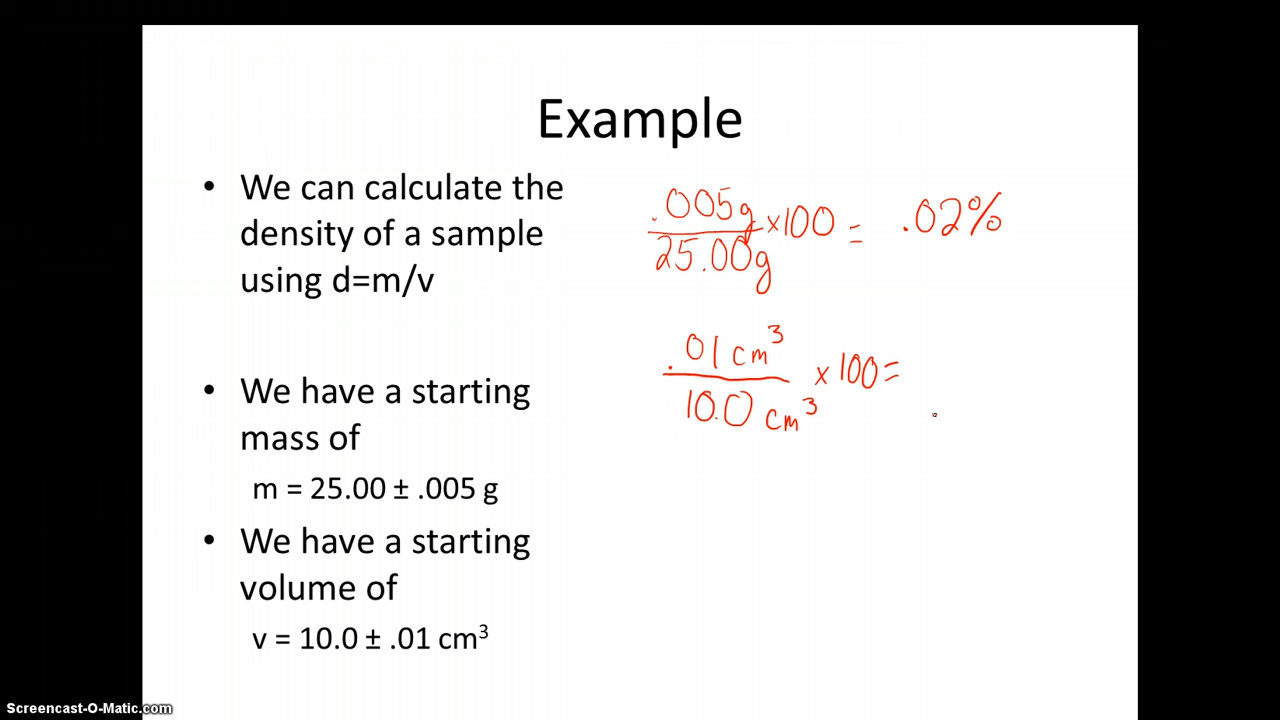 Example
• We can calculate the
density of a sample
using d=m/v
• We have a starting
mass of
m = 25.00 ± .005 g
• We have a starting
volume of
v = 10.0 ± .01 cm³
.005g
25.00g
×100 = .02%
.01 cm³
10.0 cm³
× 100 =
Screencast-O-Matic.com